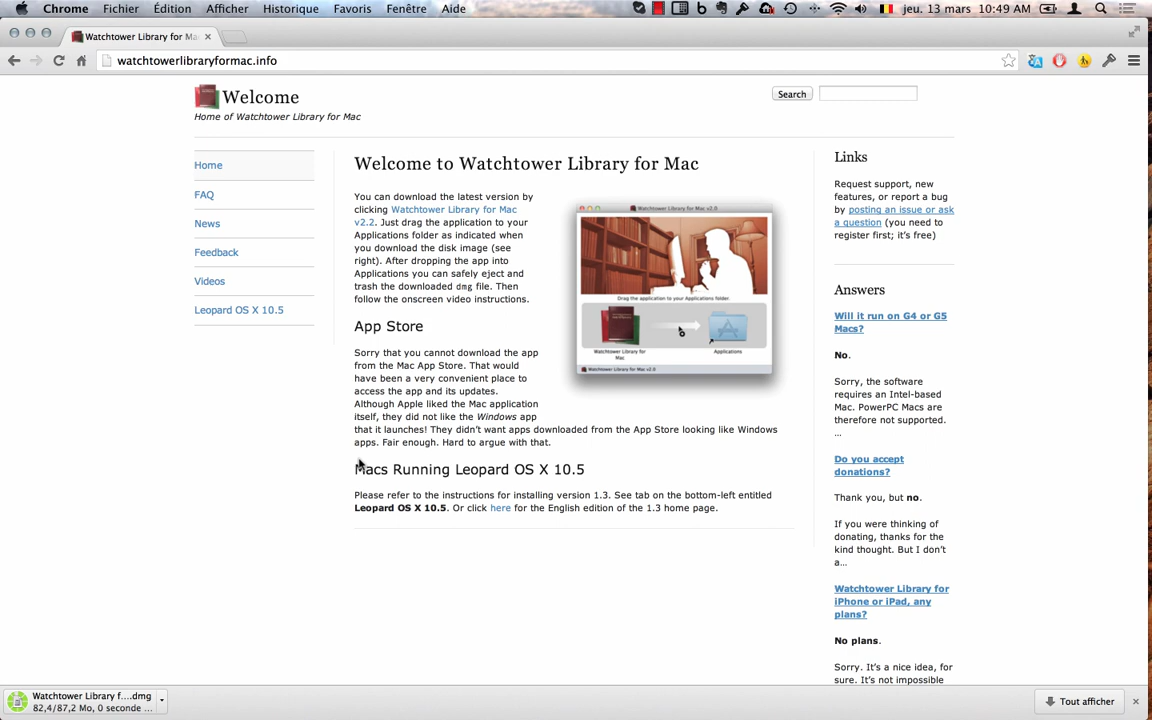 Chrome Fichier Édition Afficher Historique Favoris Fenêtre Aide jeu. 13 mars 10:49 AM
Watchtower Library for Ma
watchtowerlibraryformac.info
Welcome
Home of Watchtower Library for Mac
Search
Home
FAQ
News
Feedback
Videos
Leopard OS X 10.5
Welcome to Watchtower Library for Mac
You can download the latest version by
clicking Watchtower Library for Mac
v2.2. Just drag the application to your
Applications folder as indicated when
you download the disk image (see
right). After dropping the app into
Applications you can safely eject and
trash the downloaded dmg file. Then
follow the onscreen video instructions.
Watchtower Library for Mac v2.0
Drag the application to your Applications folder.
Watchtower Library for
Mac
Applications
Watchtower Library for Mac v2.0
App Store
Sorry that you cannot download the app
from the Mac App Store. That would
have been a very convenient place to
access the app and its updates.
Although Apple liked the Mac application
itself, they did not like the Windows app
that it launches! They didn't want apps downloaded from the App Store looking like Windows
apps. Fair enough. Hard to argue with that.
Macs Running Leopard OS X 10.5
Please refer to the instructions for installing version 1.3. See tab on the bottom-left entitled
Leopard OS X 10.5. Or click here for the English edition of the 1.3 home page.
Links
Request support, new
features, or report a bug
by posting an issue or ask
a question (you need to
register first; it's free)
Answers
Will it run on G4 or G5
Macs?
No.
Sorry, the software
requires an Intel-based
Mac. PowerPC Macs are
therefore not supported.
...
Do you accept
donations?
Thank you, but no.
If you were thinking of
donating, thanks for the
kind thought. But I don't
a...
Watchtower Library for
iPhone or iPad, any
plans?
No plans.
Sorry. It's a nice idea, for
sure. It's not impossible
Watchtower Library f....dmg
82,4/87,2 Mo, 0 seconde ...
Tout afficher